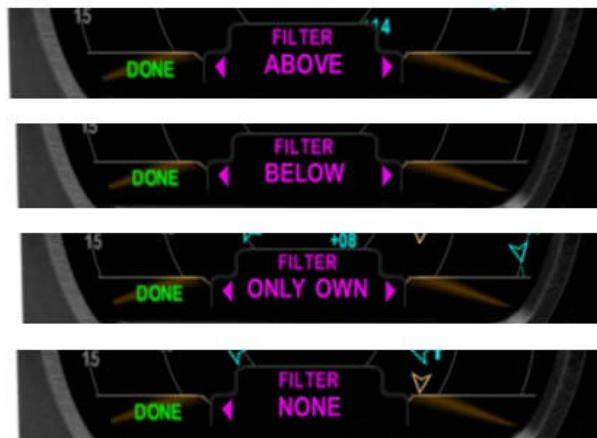 15
14
FILTER
DONE ABOVE
15
FILTER
DONE BELOW
15
+08
FILTER
DONE ONLY OWN
15
FILTER
DONE NONE